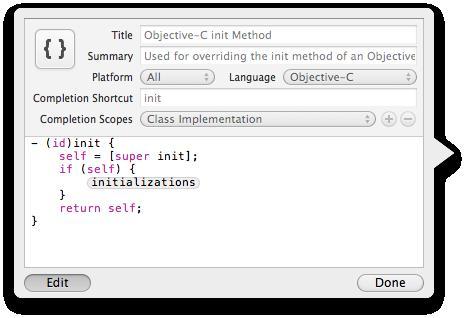 Title Objective-C init Method
{ } Summary Used for overriding the init method of an Objective
Platform All Language Objective-C
Completion Shortcut init
Completion Scopes Class Implementation + −
– (id)init {
self = [super init];
if (self) {
initializations
}
return self;
}
Edit Done